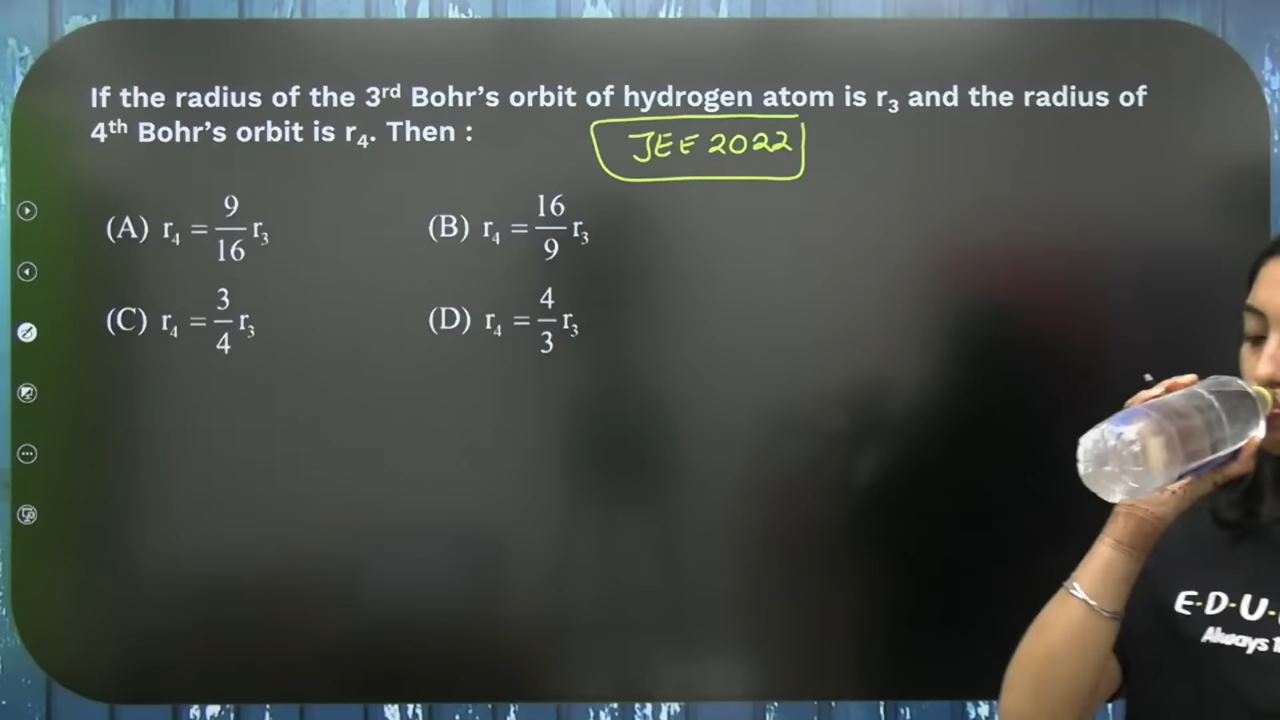 If the radius of the 3ʳᵈ Bohr’s orbit of hydrogen atom is r₃ and the radius of
4ᵗʰ Bohr’s orbit is r₄. Then :
JEE 2022
(A) r₄ = 9/16 r₃
(B) r₄ = 16/9 r₃
(C) r₄ = 3/4 r₃
(D) r₄ = 4/3 r₃
E·D·U·
Always